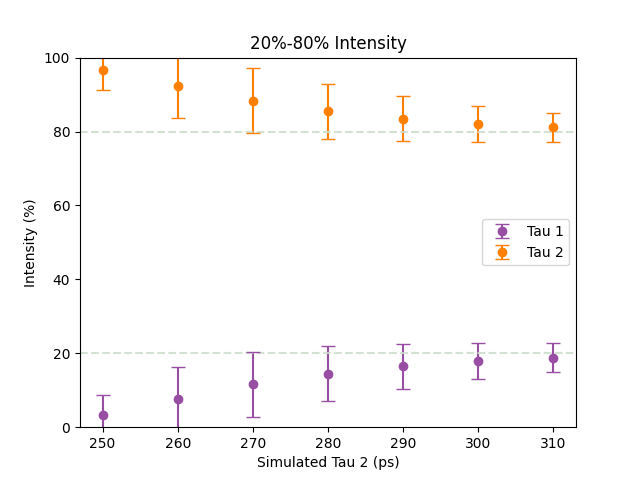 20%-80% Intensity
100
80
60
40
20
0
Intensity (%)
Tau 1
Tau 2
250 260 270 280 290 300 310
Simulated Tau 2 (ps)